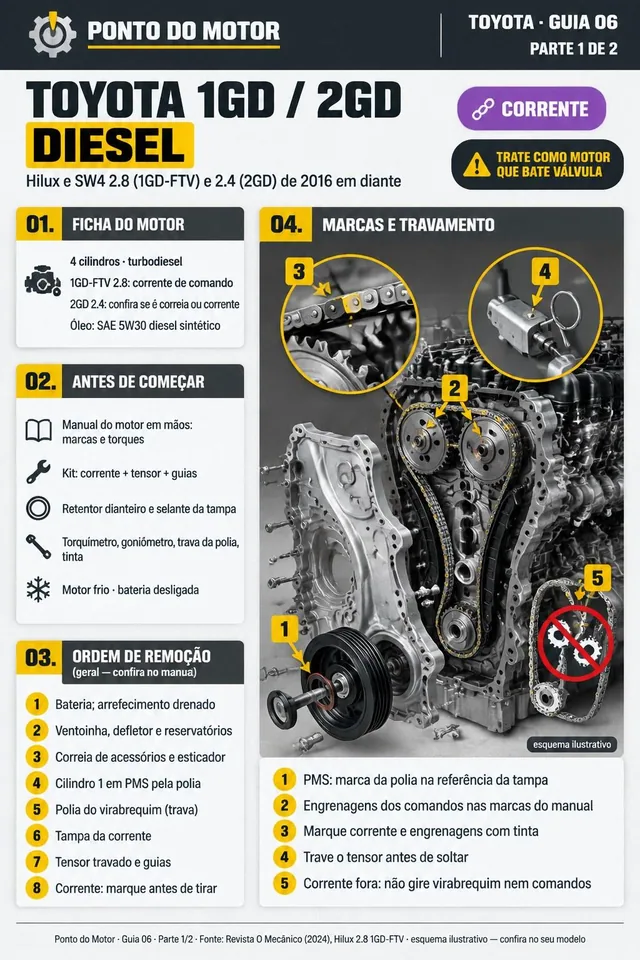 PONTO DO MOTOR
TOYOTA · GUIA 06
PARTE 1 DE 2
TOYOTA 1GD / 2GD
DIESEL
CORRENTE
TRATE COMO MOTOR
QUE BATE VÁLVULA
Hilux e SW4 2.8 (1GD-FTV) e 2.4 (2GD) de 2016 em diante
01. FICHA DO MOTOR
4 cilindros · turbodiesel
1GD-FTV 2.8: corrente de comando
2GD 2.4: confira se é correia ou corrente
Óleo: SAE 5W30 diesel sintético
02. ANTES DE COMEÇAR
Manual do motor em mãos:
marcas e torques
Kit: corrente + tensor + guias
Retentor dianteiro e selante da tampa
Torquímetro, goniômetro, trava da polia,
tinta
Motor frio · bateria desligada
03. ORDEM DE REMOÇÃO
(geral — confira no manua)
1 Bateria; arrefecimento drenado
2 Ventoinha, defletor e reservatórios
3 Correia de acessórios e esticador
4 Cilindro 1 em PMS pela polia
5 Polia do virabrequim (trava)
6 Tampa da corrente
7 Tensor travado e guias
8 Corrente: marque antes de tirar
04. MARCAS E TRAVAMENTO
3
4
2
5
1
esquema ilustrativo
1 PMS: marca da polia na referência da tampa
2 Engrenagens dos comandos nas marcas do manual
3 Marque corrente e engrenagens com tinta
4 Trave o tensor antes de soltar
5 Corrente fora: não gire virabrequim nem comandos
Ponto do Motor · Guia 06 · Parte 1/2 · Fonte: Revista O Mecânico (2024), Hilux 2.8 1GD-FTV · esquema ilustrativo — confira no seu modelo